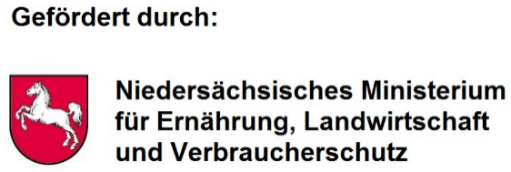 Gefördert durch:
Niedersächsisches Ministerium
für Ernährung, Landwirtschaft
und Verbraucherschutz